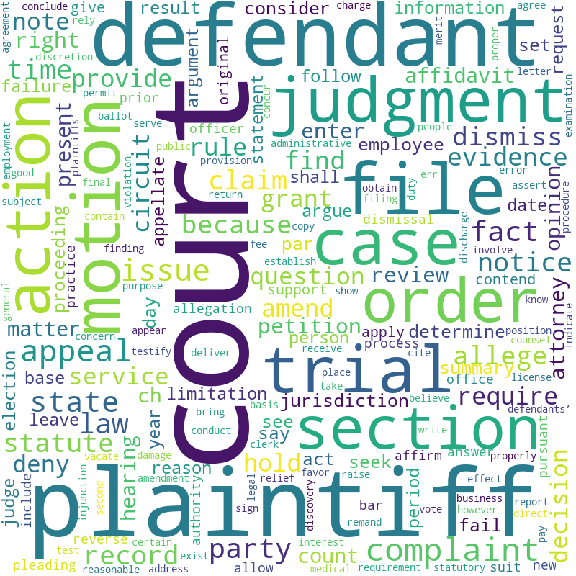 conclude
charge
agree
agreement
rely
defendant
consider
information
note
give
result
discretion
merit
proper
letter
request
right
argument
original
set
time
provide
follow
affidavit
failure
permit
prior
statement
concur
judgment
enter
people
examination
action
employment
good
plaintiffs
present
motion
ballot
serve
officer
rule
administrative
employee
dismiss
evidence
circuit
public
provision
find
shall
file
err
error
assert
duty
subject
final
violation
appellate
court
claim
return
obtain
filing
fact
opinion
procedure
contain
because
grant
copy
argue
dismissal
date
proceeding
practice
finding
fee
case
discharge
involve
issue
par
establish
notice
attorney
general
purpose
day
allegation
question
support
show
review
contend
know
indicate
concern
appear
amend
order
matter
testify
petition
person
apply
determine
position
counsel
appeal
deliver
receive
process
cite
election
base
service
limitation
trial
allege
place
summary
office
license
state
ch
bring
basis
take
believe
require
defendants’
leave
law
year
conduct
jurisdiction
statute
see
say
clerk
section
write
deny
hearing
reason
authority
hold
act
seek
affirm
answer
properly
pursuant
decision
judge
include
vacate
damage
amendment
injunction
relief
favor
raise
period
effect
plaintiff
second
legal
sign
discovery
business
however
report
direct
reverse
certain
bar
remand
vote
fail
pay
pleading
test
record
exist
party
count
interest
complaint
suit
new
reasonable
address
allow
medical
requirement
statutory